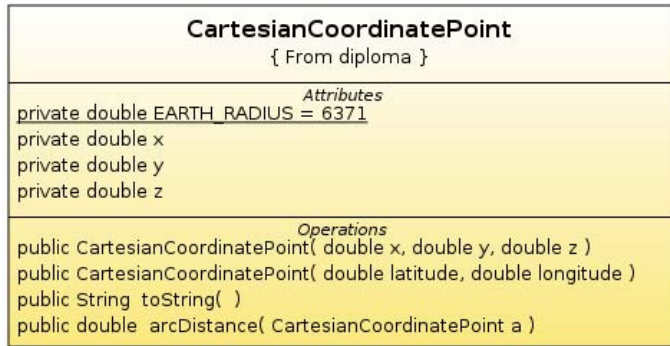 CartesianCoordinatePoint
{ From diploma }
Attributes
private double EARTH_RADIUS = 6371
private double x
private double y
private double z
Operations
public CartesianCoordinatePoint( double x, double y, double z )
public CartesianCoordinatePoint( double latitude, double longitude )
public String toString( )
public double arcDistance( CartesianCoordinatePoint a )